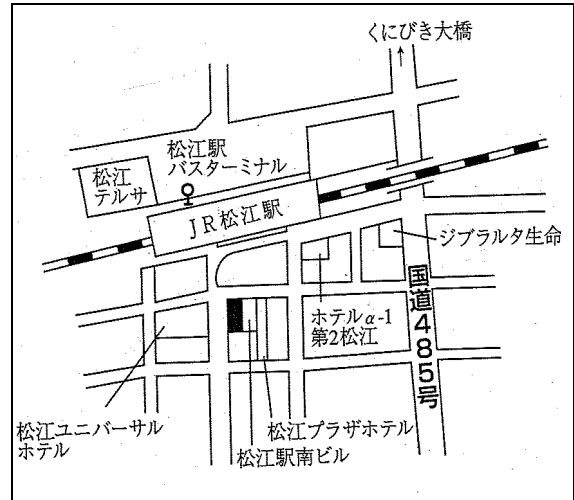 くにびき大橋
↑
松江駅
バスターミナル
松江
テルサ
JR松江駅
ジブラルタ生命
ホテルα-1
第2松江
国道485号
松江ユニバーサル
ホテル
松江プラザホテル
松江駅南ビル